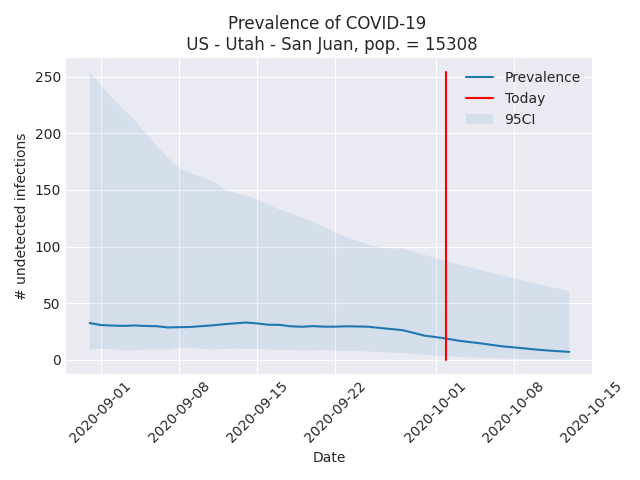 Prevalence of COVID-19
US - Utah - San Juan, pop. = 15308
# undetected infections
250
200
150
100
50
0
Prevalence
Today
95CI
2020-09-01
2020-09-08
2020-09-15
2020-09-22
2020-10-01
2020-10-08
2020-10-15
Date